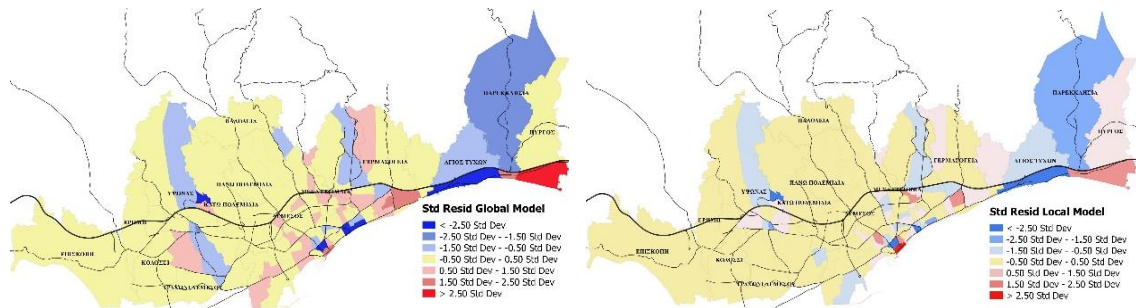 ΠΑΡΕΚΚΛΗΣΙΑ
ΠΑΛΟΔΕΙΑ
ΠΥΡΓΟΣ
ΓΕΡΜΑΣΟΓΕΙΑ
ΑΓΙΟΣ ΤΥΧΩΝ
ΠΑΝΩ ΠΟΛΕΜΙΔΙΑ
ΥΨΩΝΑΣ
ΚΑΤΩ ΠΟΛΕΜΙΔΙΑ
ΛΕΜΕΣΟΣ
ΕΡΗΜΗ
ΕΠΙΣΚΟΠΗ
ΚΟΛΟΣΣΙ
Std Resid Global Model
< -2.50 Std Dev
-2.50 Std Dev - -1.50 Std Dev
-1.50 Std Dev - -0.50 Std Dev
-0.50 Std Dev - 0.50 Std Dev
0.50 Std Dev - 1.50 Std Dev
1.50 Std Dev - 2.50 Std Dev
> 2.50 Std Dev
ΠΑΡΕΚΚΛΗΣΙΑ
ΠΑΛΟΔΕΙΑ
ΠΥΡΓΟΣ
ΓΕΡΜΑΣΟΓΕΙΑ
ΑΓΙΟΣ ΤΥΧΩΝ
ΠΑΝΩ ΠΟΛΕΜΙΔΙΑ
ΥΨΩΝΑΣ
ΚΑΤΩ ΠΟΛΕΜΙΔΙΑ
ΛΕΜΕΣΟΣ
ΕΡΗΜΗ
ΕΠΙΣΚΟΠΗ
ΚΟΛΟΣΣΙ
Std Resid Local Model
< -2.50 Std Dev
-2.50 Std Dev - -1.50 Std Dev
-1.50 Std Dev - -0.50 Std Dev
-0.50 Std Dev - 0.50 Std Dev
0.50 Std Dev - 1.50 Std Dev
1.50 Std Dev - 2.50 Std Dev
> 2.50 Std Dev